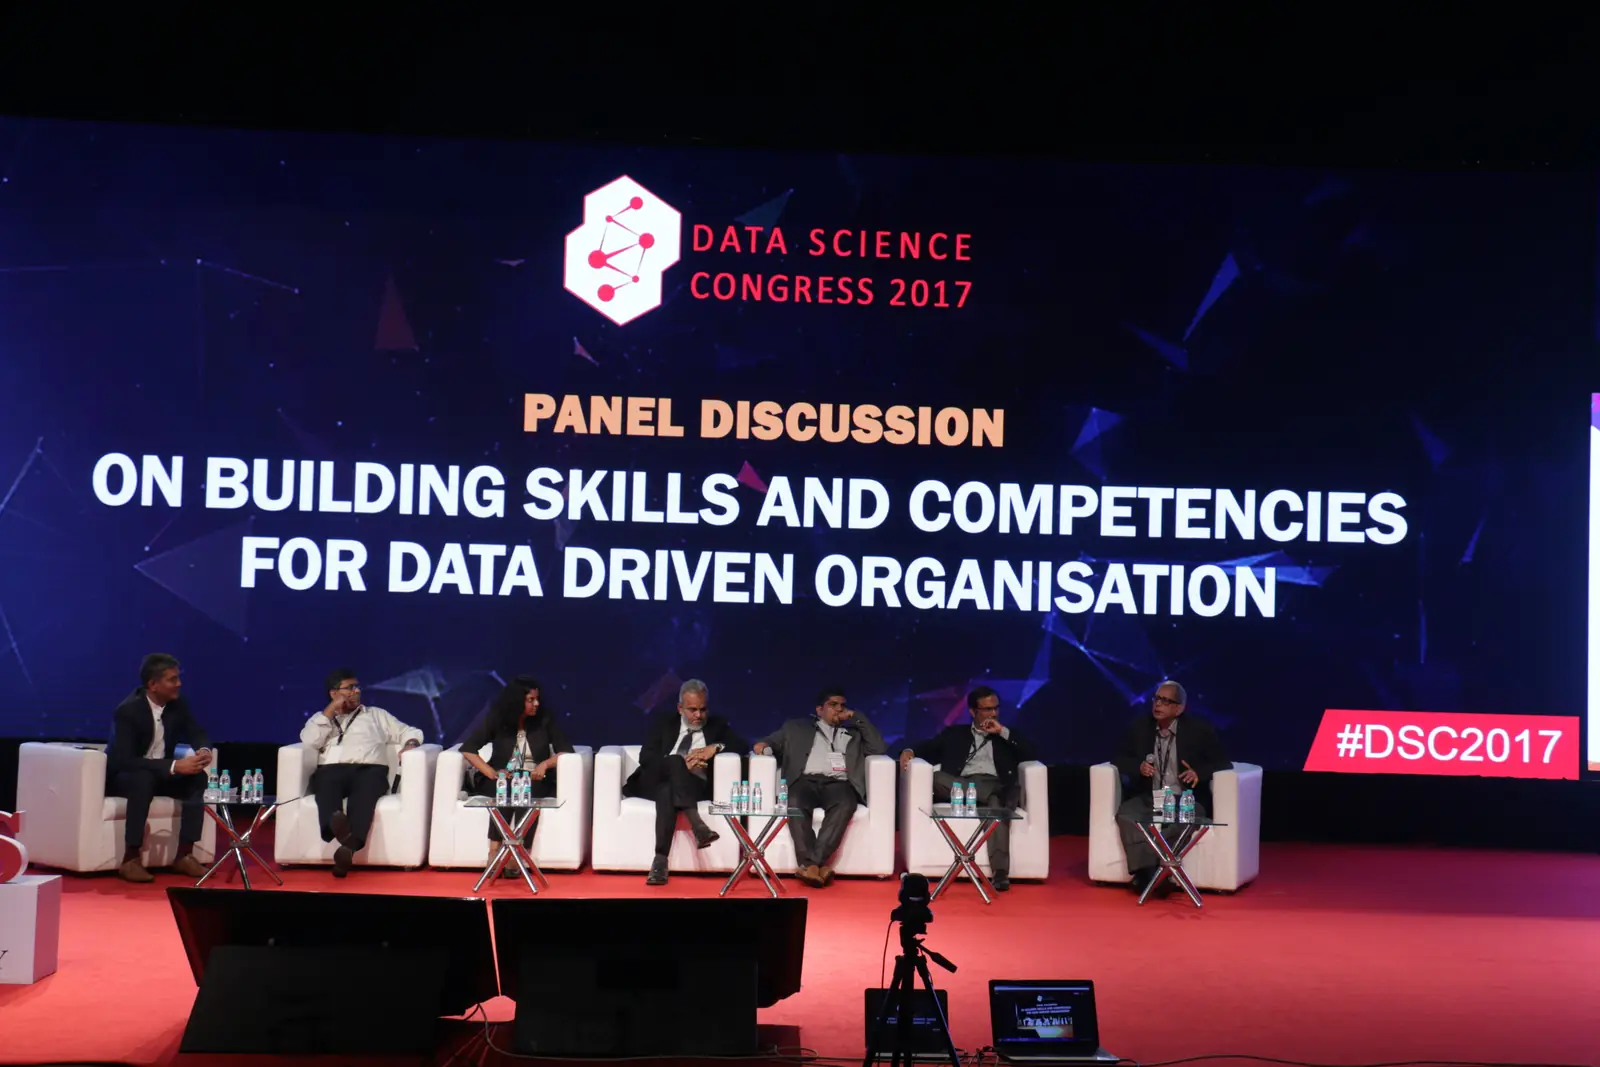 DATA SCIENCE
CONGRESS 2017
PANEL DISCUSSION
ON BUILDING SKILLS AND COMPETENCIES
FOR DATA DRIVEN ORGANISATION
#DSC2017
S
Y